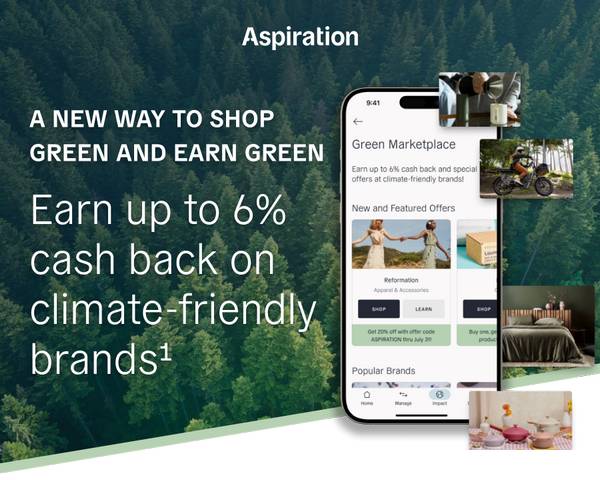 Aspiration
A NEW WAY TO SHOP
GREEN AND EARN GREEN
Earn up to 6%
cash back on
climate-friendly
brands¹
9:41
Green Marketplace
Earn up to 6% cash back and special
offers at climate-friendly brands!
New and Featured Offers
Reformation
Apparel & Accessories
SHOP
LEARN
SHOP
Get 20% off with offer code
ASPIRATION thru July 31!
Buy one, ge
produc
Popular Brands
Home
Manage
Impact